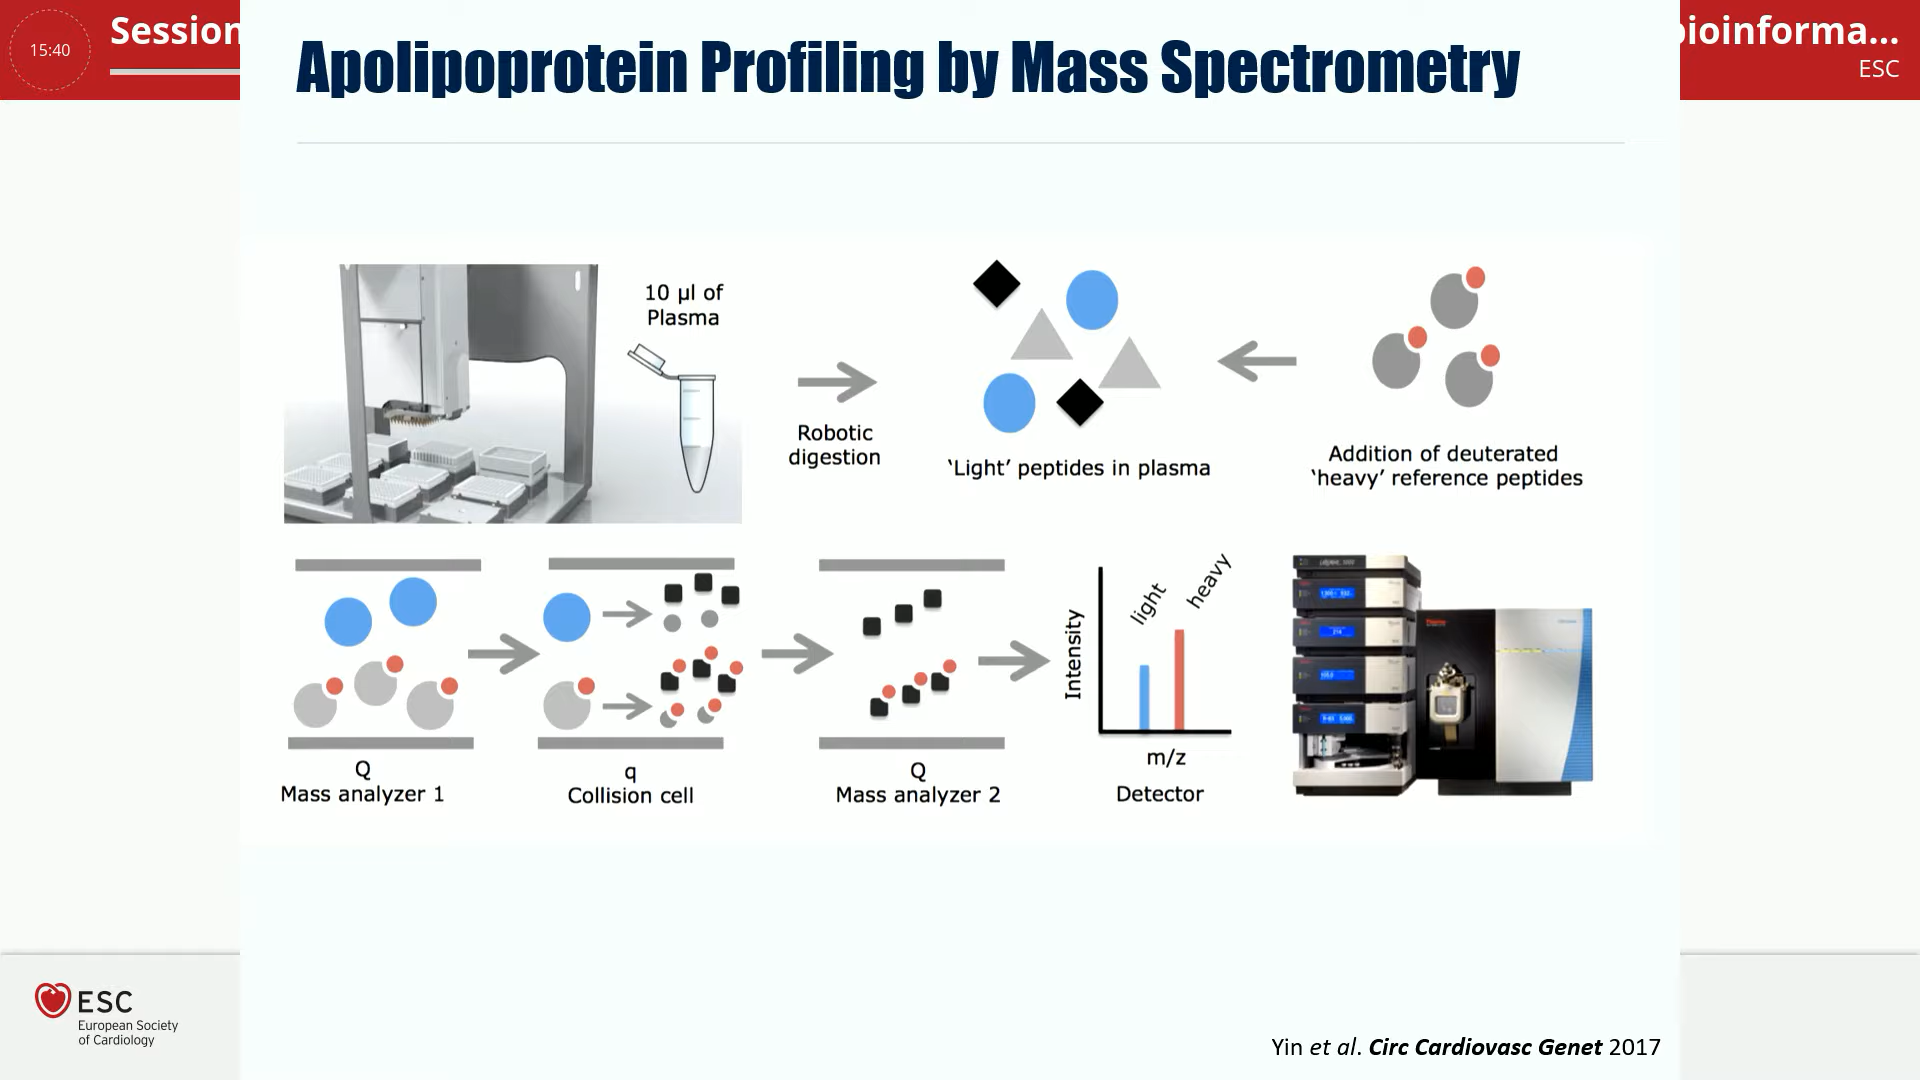 15:40
Session
bioinforma...
ESC
Apolipoprotein Profiling by Mass Spectrometry
10 µl of
Plasma
Robotic
digestion
‘Light’ peptides in plasma
Addition of deuterated
‘heavy’ reference peptides
Q
Mass analyzer 1
q
Collision cell
Q
Mass analyzer 2
Intensity
light
heavy
m/z
Detector
ESC
European Society
of Cardiology
Yin et al. Circ Cardiovasc Genet 2017